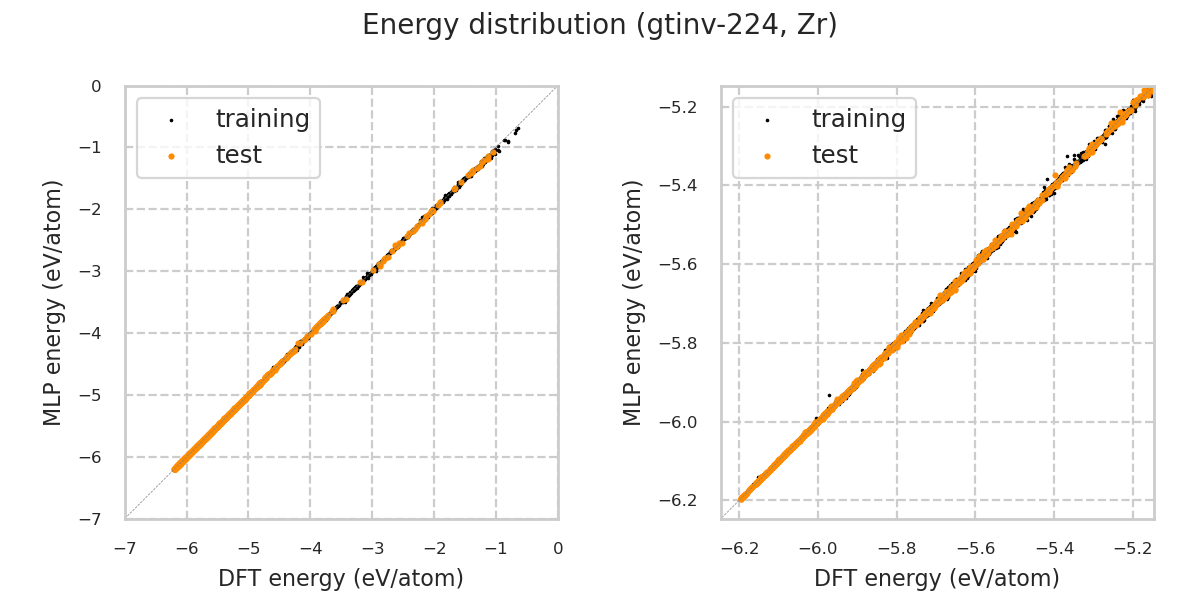 Energy distribution (gtinv-224, Zr)
training
test
0
−1
−2
−3
−4
−5
−6
−7
−7 −6 −5 −4 −3 −2 −1 0
DFT energy (eV/atom)
MLP energy (eV/atom)
training
test
−5.2
−5.4
−5.6
−5.8
−6.0
−6.2
−6.2 −6.0 −5.8 −5.6 −5.4 −5.2
DFT energy (eV/atom)
MLP energy (eV/atom)